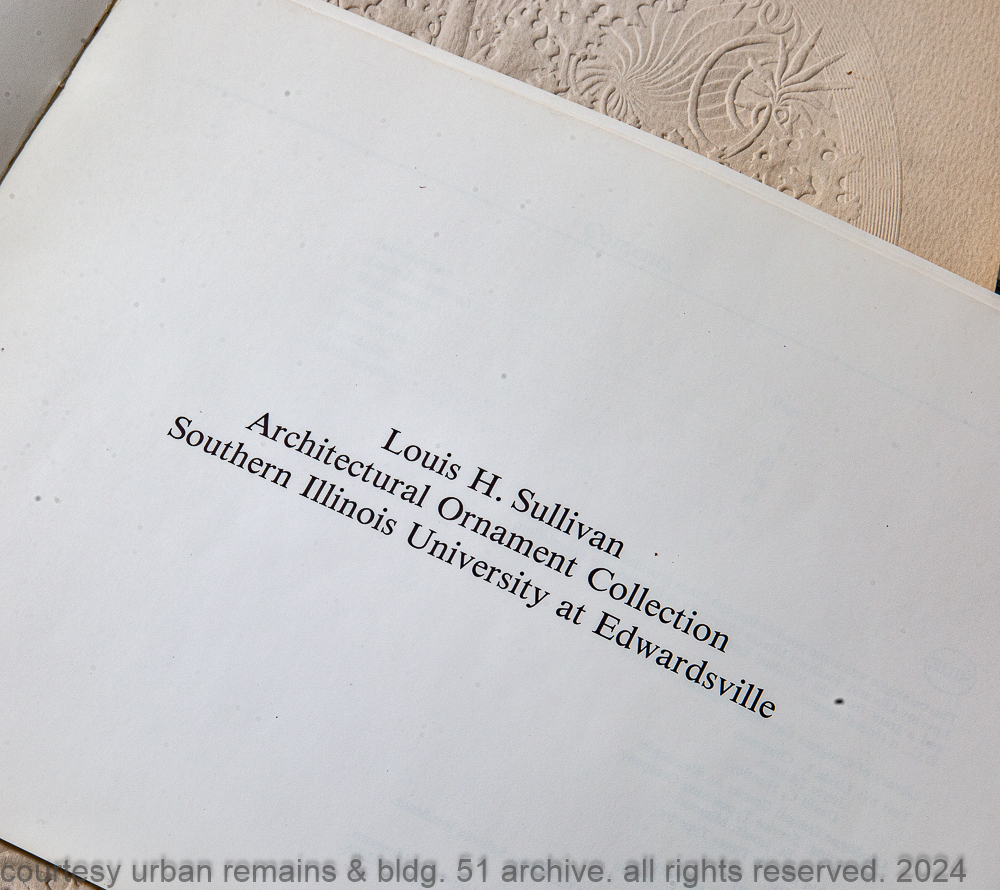 Louis H. Sullivan
Architectural Ornament Collection
Southern Illinois University at Edwardsville
courtesy urban remains & bldg. 51 archive. all rights reserved. 2024